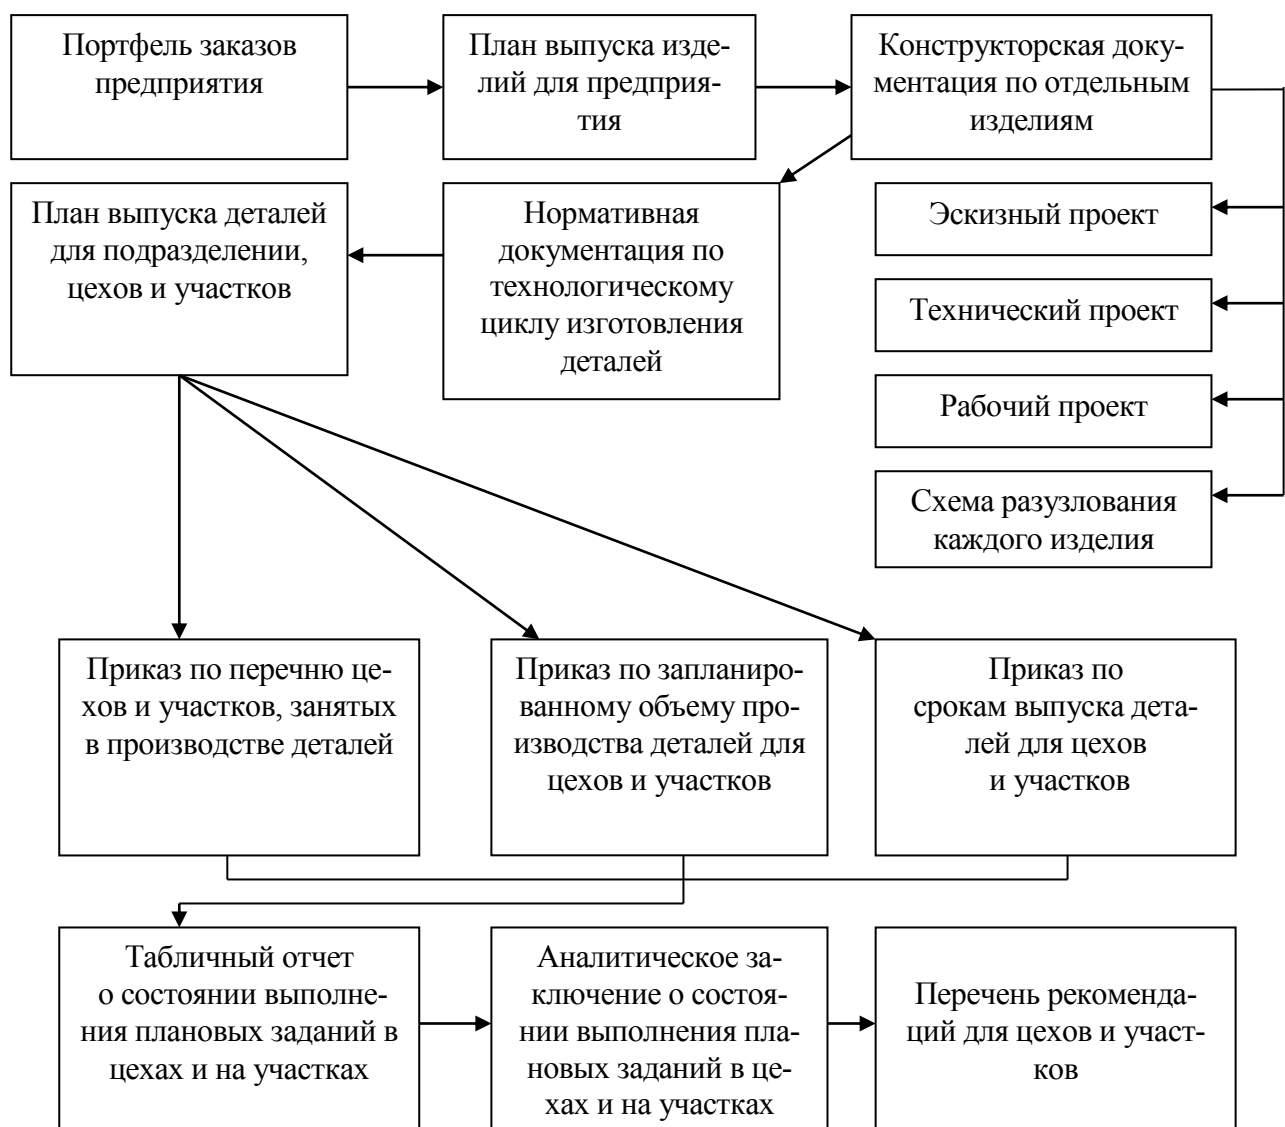 Портфель заказов
предприятия
План выпуска изде-
лий для предприя-
тия
Конструкторская доку-
ментация по отдельным
изделиям
План выпуска деталей
для подразделении,
цехов и участков
Нормативная
документация по
технологическому
циклу изготовления
деталей
Эскизный проект
Технический проект
Рабочий проект
Схема разузлования
каждого изделия
Приказ по перечню це-
хов и участков, занятых
в производстве деталей
Приказ по запланиро-
ванному объему про-
изводства деталей для
цехов и участков
Приказ по
срокам выпуска дета-
лей для цехов
и участков
Табличный отчет
о состоянии выполне-
ния плановых заданий в
цехах и на участках
Аналитическое за-
ключение о состоя-
нии выполнения пла-
новых заданий в це-
хах и на участках
Перечень рекоменда-
ций для цехов и участ-
ков